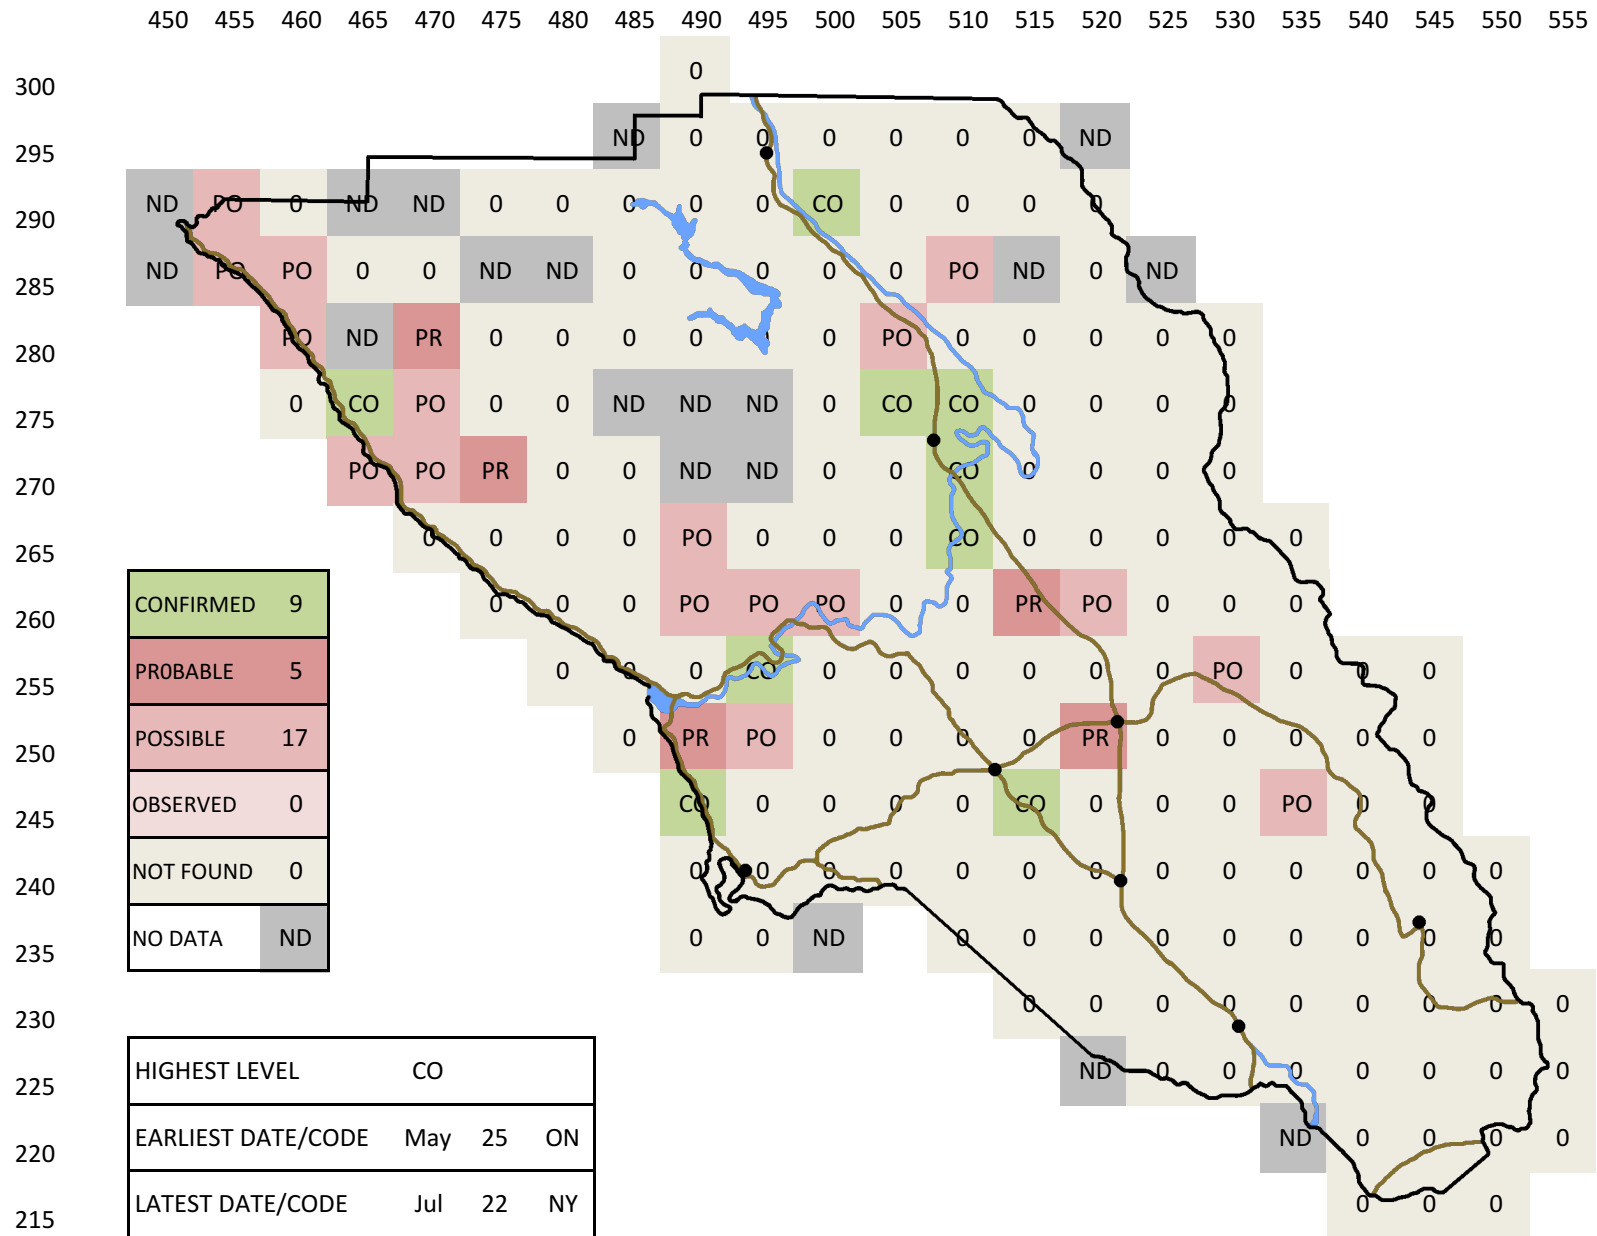 450 455 460 465 470 475 480 485 490 495 500 505 510 515 520 525 530 535 540 545 550 555
0
300
ND 0 0 0 0 0 0 ND
295
ND PO 0 ND ND 0 0 0 0 0 CO 0 0 0 0
290
ND PO PO 0 0 ND ND 0 0 0 0 0 PO ND 0 ND
285
PO ND PR 0 0 0 0 0 0 PO 0 0 0 0 0
280
0 CO PO 0 0 ND ND ND 0 CO CO 0 0 0 0
275
PO PO PR 0 0 ND ND 0 0 CO 0 0 0 0
270
0 0 0 0 PO 0 0 0 CO 0 0 0 0 0
265
CONFIRMED 9
0 0 0 PO PO PO 0 0 PR PO 0 0 0
260
PR0BABLE 5
0 0 0 CO 0 0 0 0 0 0 PO 0 0 0
255
POSSIBLE 17
0 PR PO 0 0 0 0 PR 0 0 0 0 0
250
OBSERVED 0
CO 0 0 0 0 CO 0 0 0 PO 0 0
245
NOT FOUND 0
0 0 0 0 0 0 0 0 0 0 0 0 0
240
NO DATA ND
0 0 ND 0 0 0 0 0 0 0 0 0
235
0 0 0 0 0 0 0 0 0
230
HIGHEST LEVEL CO
ND 0 0 0 0 0 0 0
225
EARLIEST DATE/CODE May 25 ON
ND 0 0 0 0
220
LATEST DATE/CODE Jul 22 NY
0 0 0
215